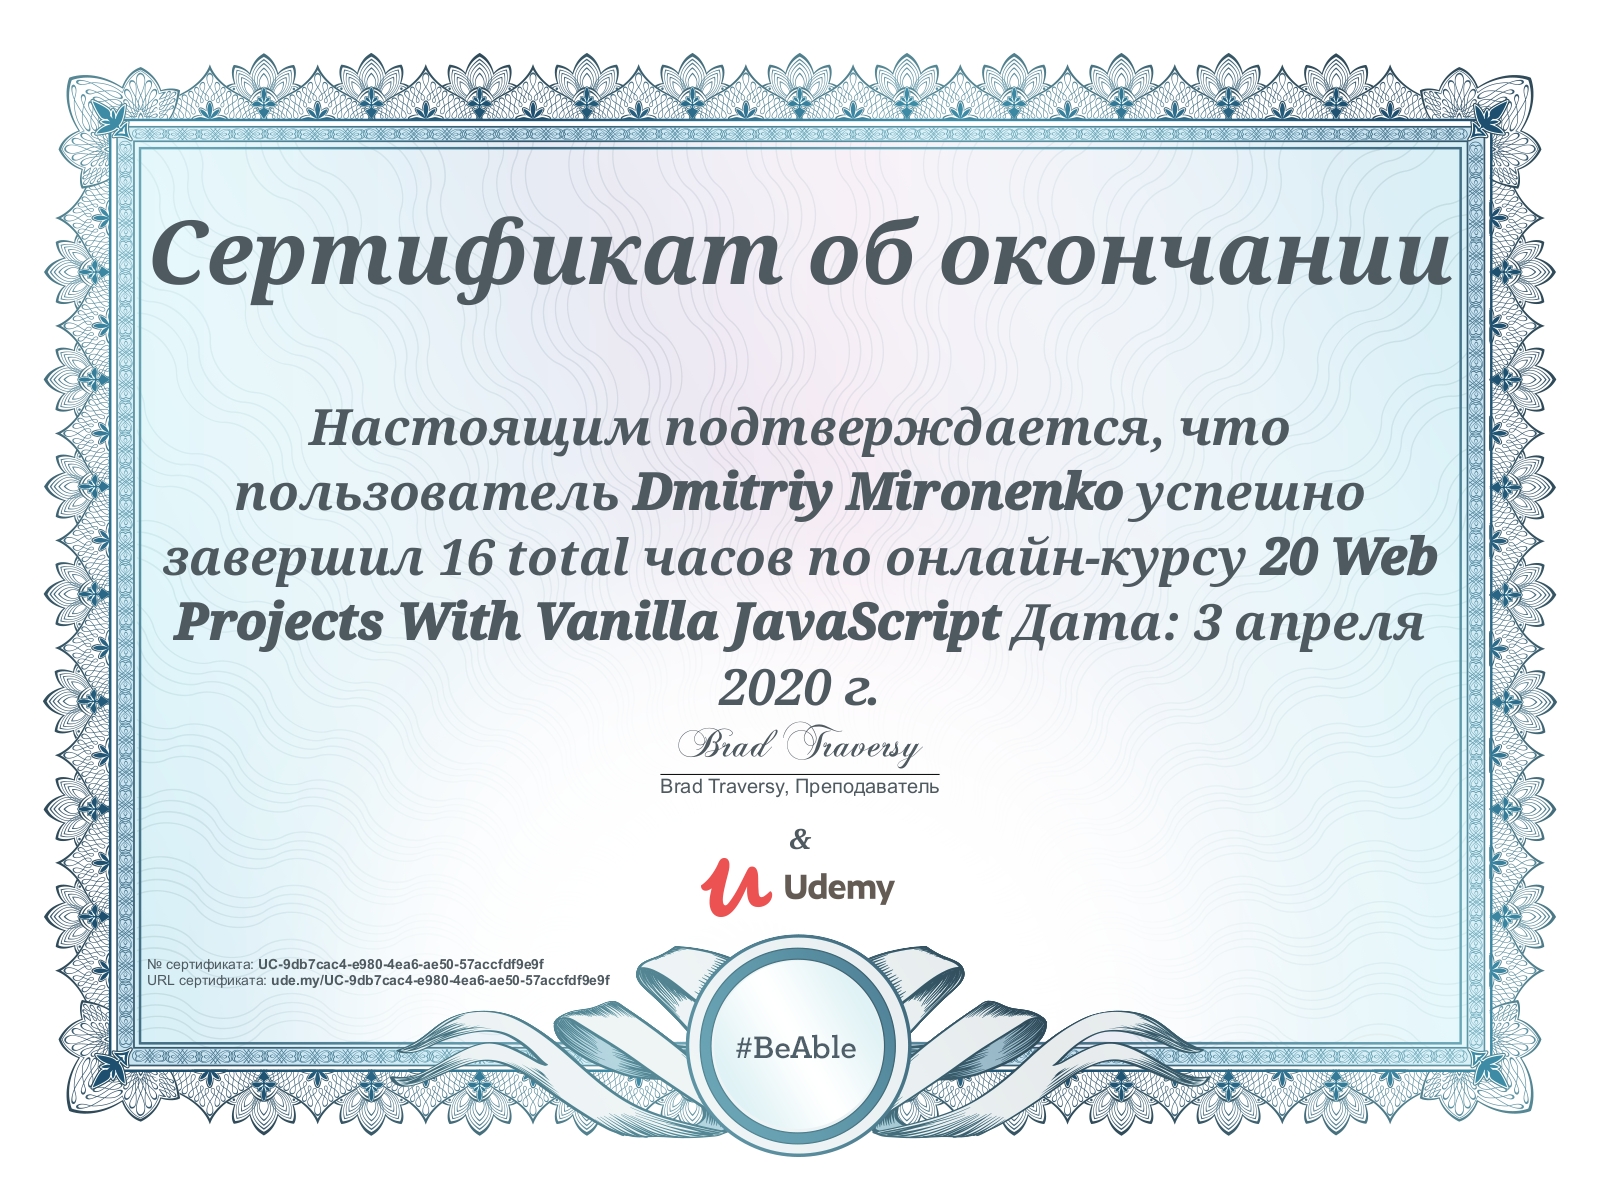 Сертификат об окончании
Настоящим подтверждается, что
пользователь Dmitriy Mironenko успешно
завершил 16 total часов по онлайн-курсу 20 Web
Projects With Vanilla JavaScript Дата: 3 апреля
2020 г.
Brad Traversy
Brad Traversy, Преподаватель
&
Udemy
№ сертификата: UC-9db7cac4-e980-4ea6-ae50-57accfdf9e9f
URL сертификата: ude.my/UC-9db7cac4-e980-4ea6-ae50-57accfdf9e9f
#BeAble